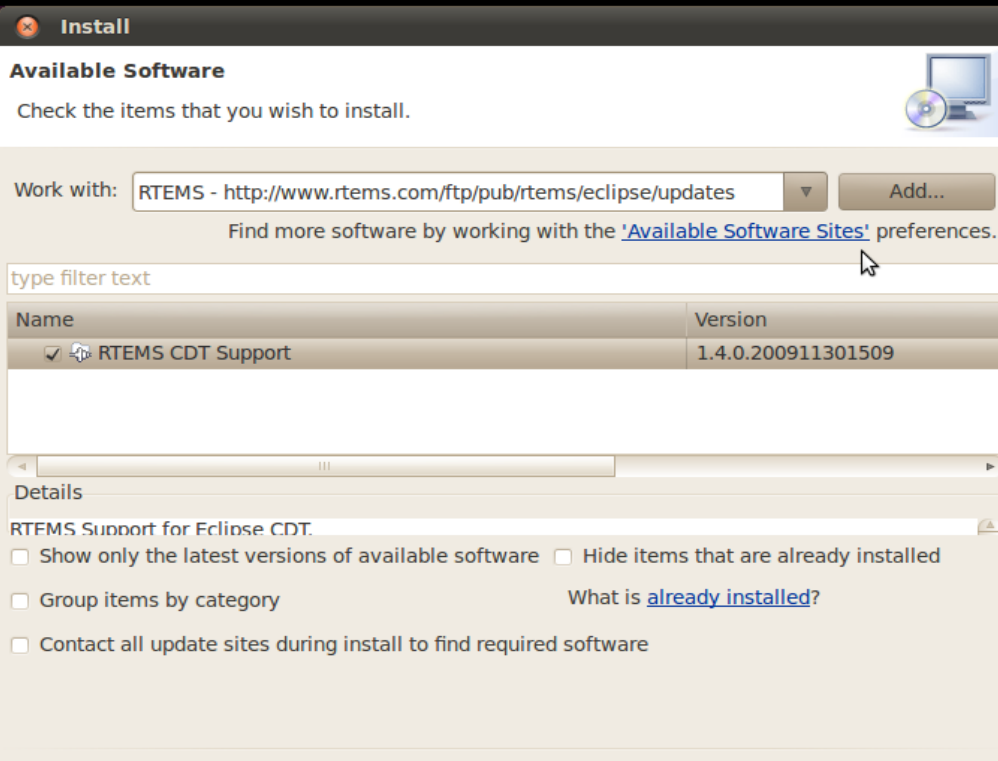 Install
Available Software
Check the items that you wish to install.
Work with: RTEMS - http://www.rtems.com/ftp/pub/rtems/eclipse/updates Add...
Find more software by working with the 'Available Software Sites' preferences.
type filter text
Name Version
RTEMS CDT Support 1.4.0.200911301509
Details
RTEMS Support for Eclipse CDT.
Show only the latest versions of available software Hide items that are already installed
Group items by category What is already installed?
Contact all update sites during install to find required software